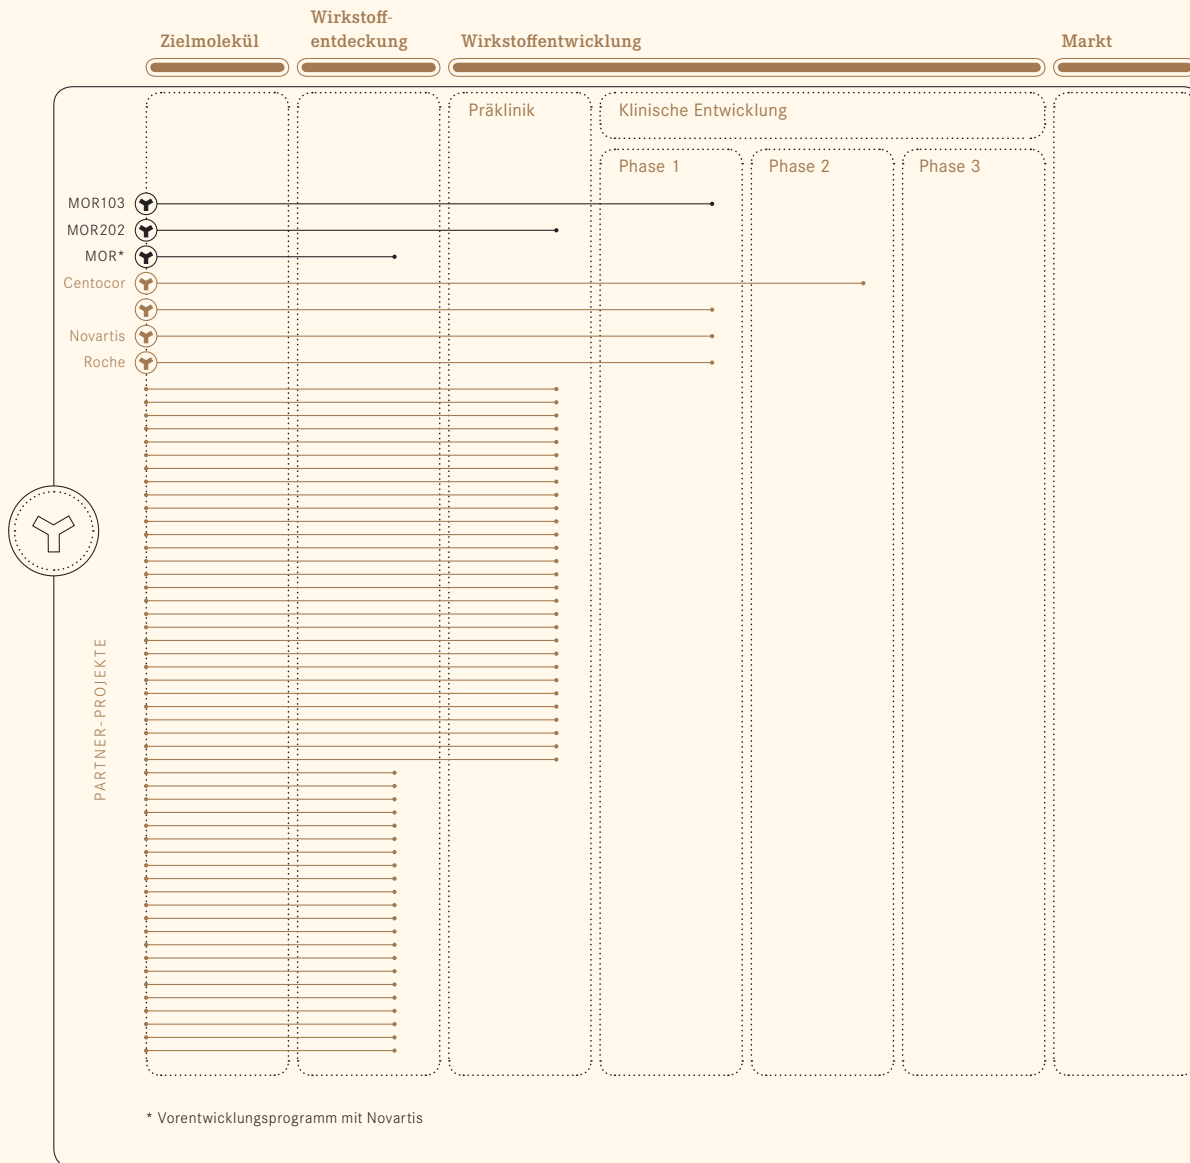 Zielmolekül
Wirkstoff-
entdeckung
Wirkstoffentwicklung
Markt
Präklinik
Klinische Entwicklung
Phase 1
Phase 2
Phase 3
MOR103
MOR202
MOR*
Centocor
Novartis
Roche
PARTNER-PROJEKTE
* Vorentwicklungsprogramm mit Novartis